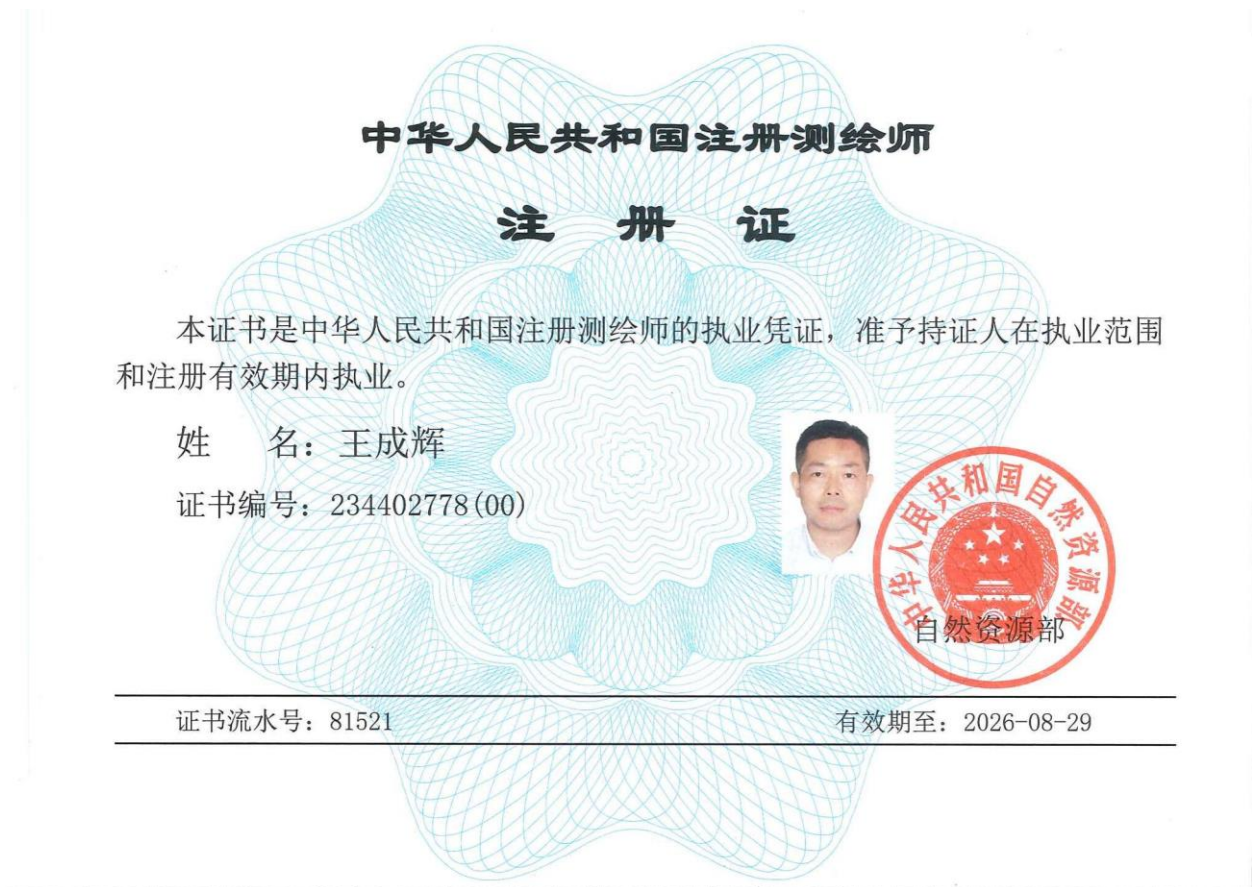 中华人民共和国注册测绘师
注 册 证
本证书是中华人民共和国注册测绘师的执业凭证，准予持证人在执业范围
和注册有效期内执业。
姓 名：王成辉
证书编号：234402778(00)
中华人民共和国自然资源部
自然资源部
证书流水号：81521
有效期至：2026-08-29